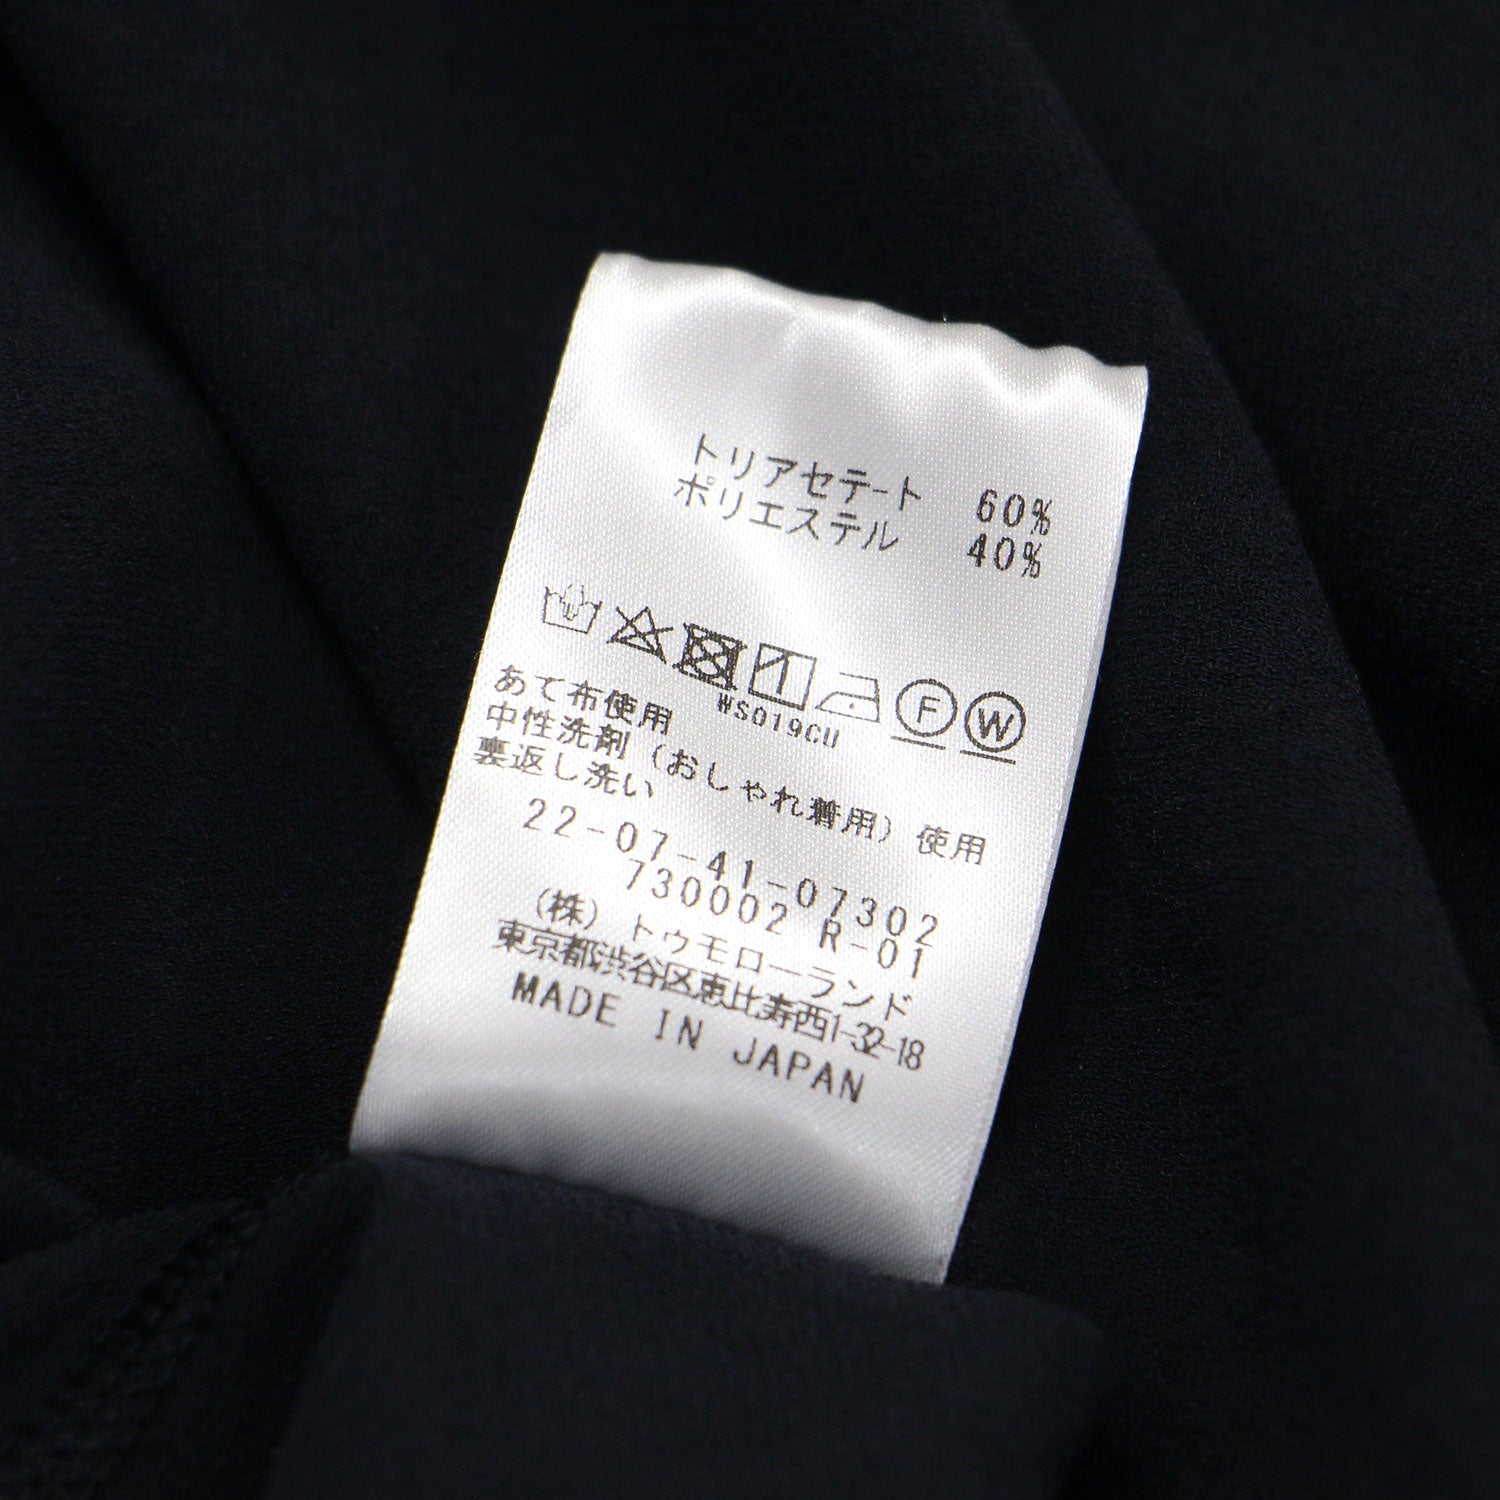 トリアセテート 60%
ポリエステル 40%
F W
WS019CU
あて布使用
中性洗剤（おしゃれ着用）使用
裏返し洗い
22-07-41-07302
730002 R-01
（株）トゥモローランド
東京都渋谷区恵比寿西1-32-18
MADE IN JAPAN